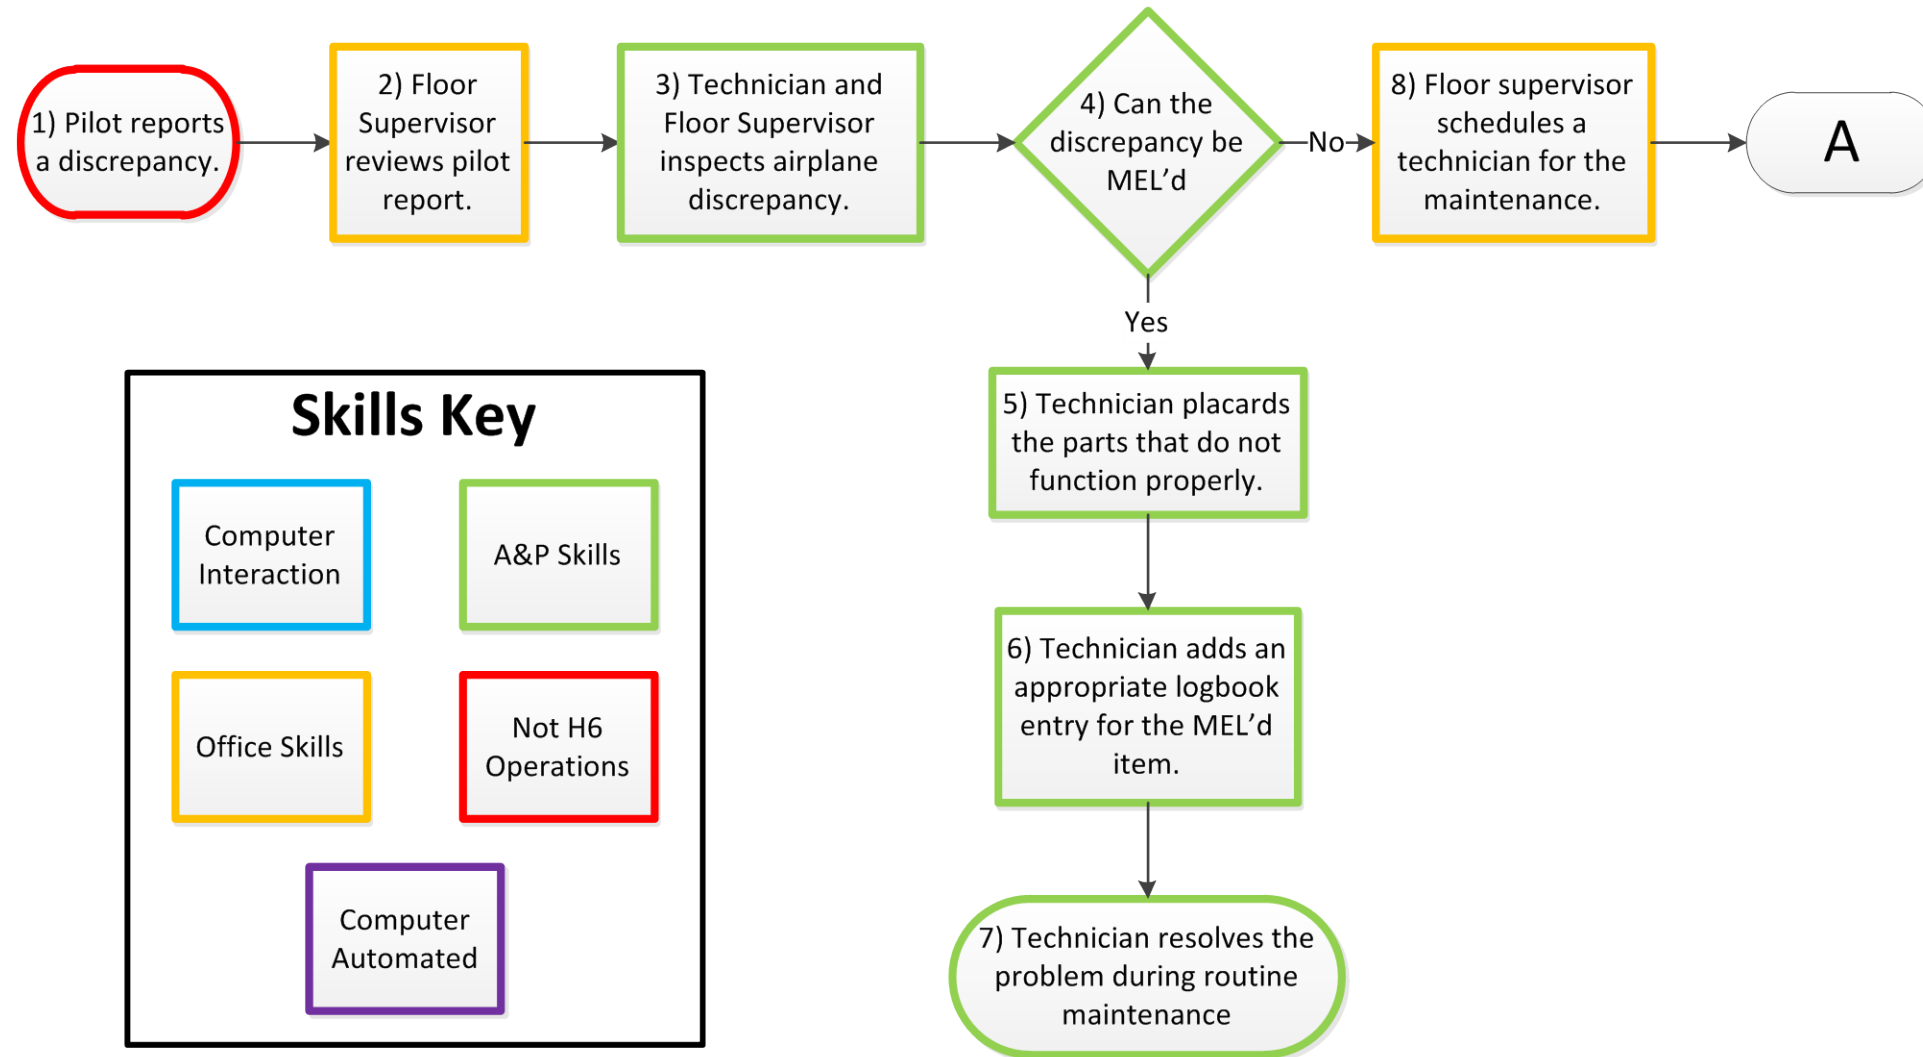 1) Pilot reports
a discrepancy.
2) Floor
Supervisor
reviews pilot
report.
3) Technician and
Floor Supervisor
inspects airplane
discrepancy.
4) Can the
discrepancy be
MEL’d
No
8) Floor supervisor
schedules a
technician for the
maintenance.
A
Yes
5) Technician placards
the parts that do not
function properly.
6) Technician adds an
appropriate logbook
entry for the MEL’d
item.
7) Technician resolves the
problem during routine
maintenance
Skills Key
Computer
Interaction
A&P Skills
Office Skills
Not H6
Operations
Computer
Automated